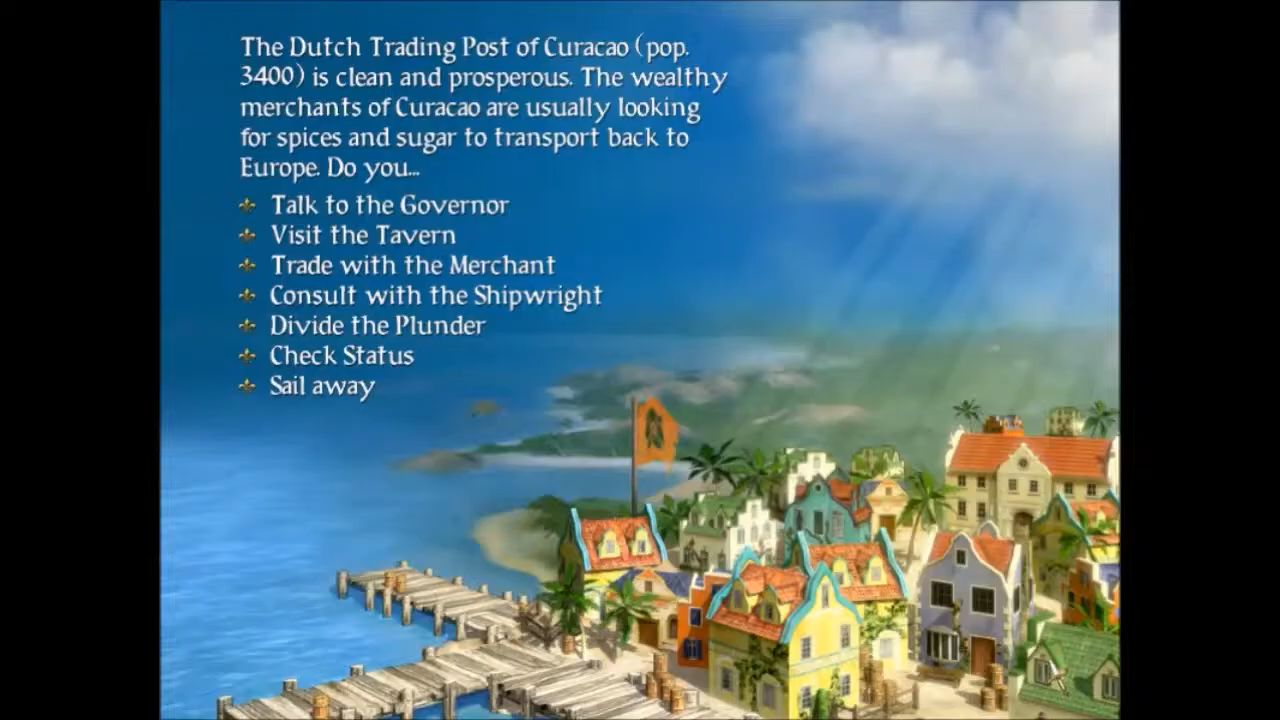 The Dutch Trading Post of Curacao (pop.
3400) is clean and prosperous. The wealthy
merchants of Curacao are usually looking
for spices and sugar to transport back to
Europe. Do you...
Talk to the Governor
Visit the Tavern
Trade with the Merchant
Consult with the Shipwright
Divide the Plunder
Check Status
Sail away